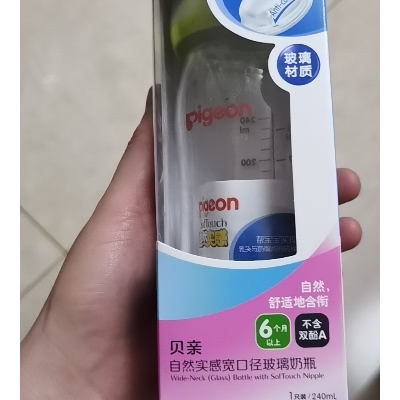 玻璃
材质
pigeon
240
ml
200
pigeon
SofTouch
自然，
舒适地含衔
6个月
以上
不含
双酚A
贝亲
自然实感宽口径玻璃奶瓶
Wide-Neck (Glass) Bottle with SofTouch Nipple
1只装/240mL